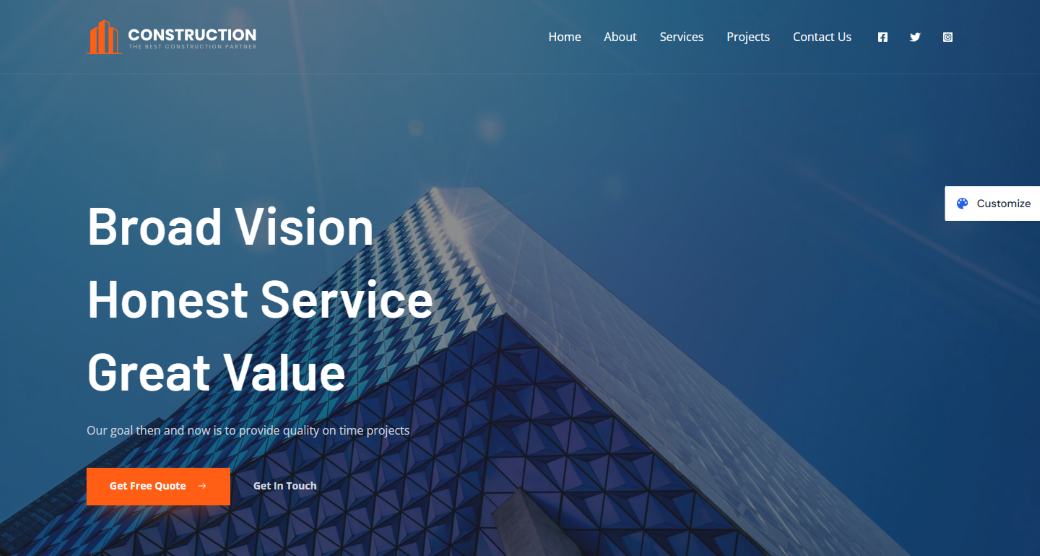 CONSTRUCTION
THE BEST CONSTRUCTION PARTNER
Home About Services Projects Contact Us
Customize
Broad Vision
Honest Service
Great Value
Our goal then and now is to provide quality on time projects
Get Free Quote → Get In Touch